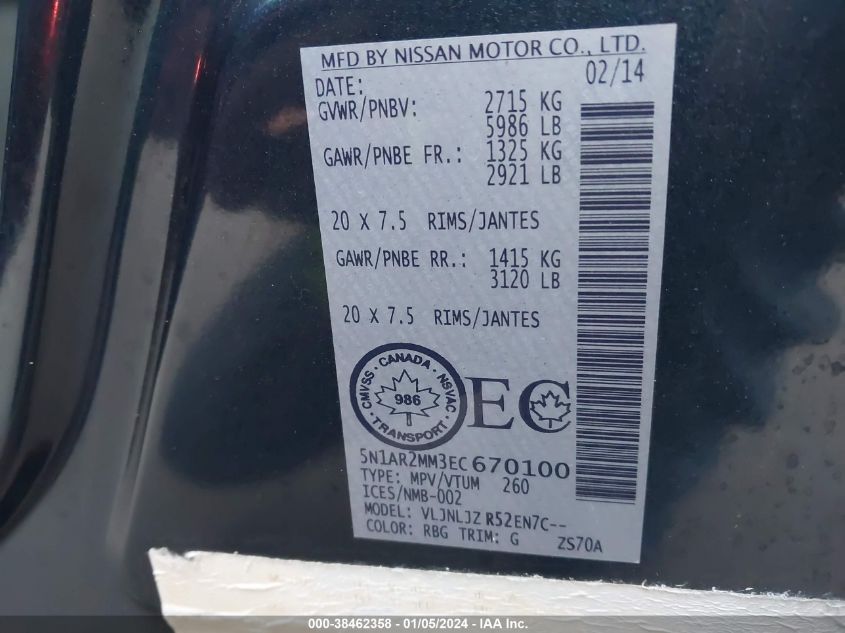 MFD BY NISSAN MOTOR CO., LTD.
DATE: 02/14
GVWR/PNBV: 2715 KG
5986 LB
GAWR/PNBE FR.: 1325 KG
2921 LB
20 X 7.5 RIMS/JANTES
GAWR/PNBE RR.: 1415 KG
3120 LB
20 X 7.5 RIMS/JANTES
CMVSS · CANADA · NSVAC
986
TRANSPORT
EC
5N1AR2MM3EC670100
TYPE: MPV/VTUM 260
ICES/NMB-002
MODEL: VLJNLJZ R52EN7C--
COLOR: RBG TRIM: G ZS70A
000-38462358 | 01/05/2024 | IAA Inc.